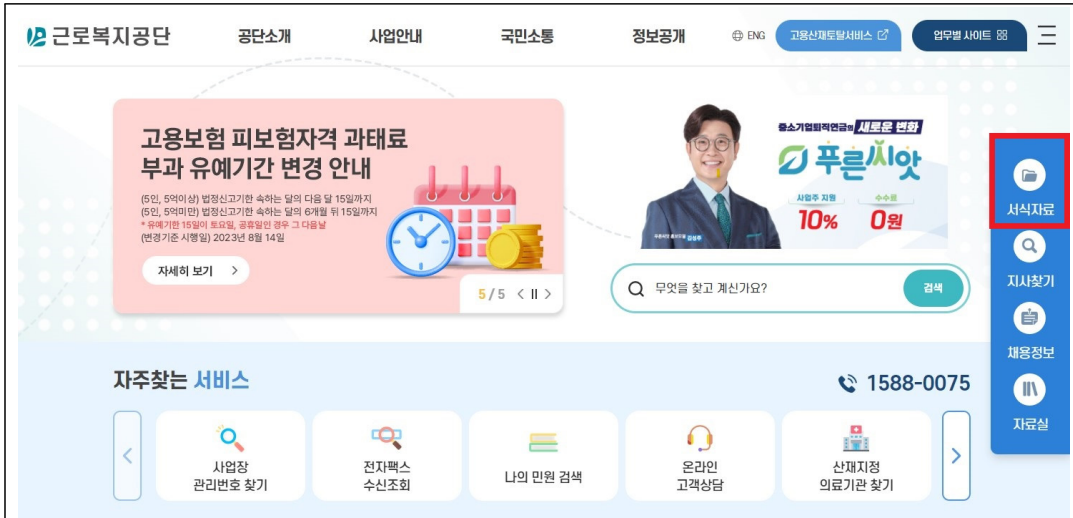 근로복지공단
공단소개
사업안내
국민소통
정보공개
ENG
고용산재토탈서비스
업무별 사이트
고용보험 피보험자격 과태료
부과 유예기간 변경 안내
(5인, 5억이상) 법정신고기한 속하는 달의 다음 달 15일까지
(5인, 5억미만) 법정신고기한 속하는 달의 6개월 뒤 15일까지
* 유예기한 15일이 토요일, 공휴일인 경우 그 다음날
(변경기준 시행일) 2023년 8월 14일
자세히 보기
5 / 5
중소기업퇴직연금의 새로운 변화
푸른씨앗
사업주 지원
10%
수수료
0원
무엇을 찾고 계신가요?
검색
서식자료
지사찾기
채용정보
자료실
자주찾는 서비스
1588-0075
사업장
관리번호 찾기
전자팩스
수신조회
나의 민원 검색
온라인
고객상담
산재지정
의료기관 찾기